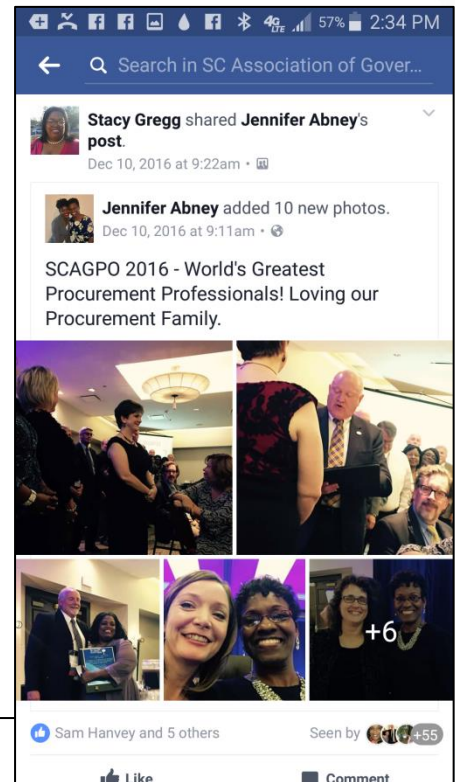 4G LTE 57% 2:34 PM
Search in SC Association of Gover...
Stacy Gregg shared Jennifer Abney's
post.
Dec 10, 2016 at 9:22am •
Jennifer Abney added 10 new photos.
Dec 10, 2016 at 9:11am •
SCAGPO 2016 - World's Greatest
Procurement Professionals! Loving our
Procurement Family.
+6
Sam Hanvey and 5 others Seen by +55
Like Comment